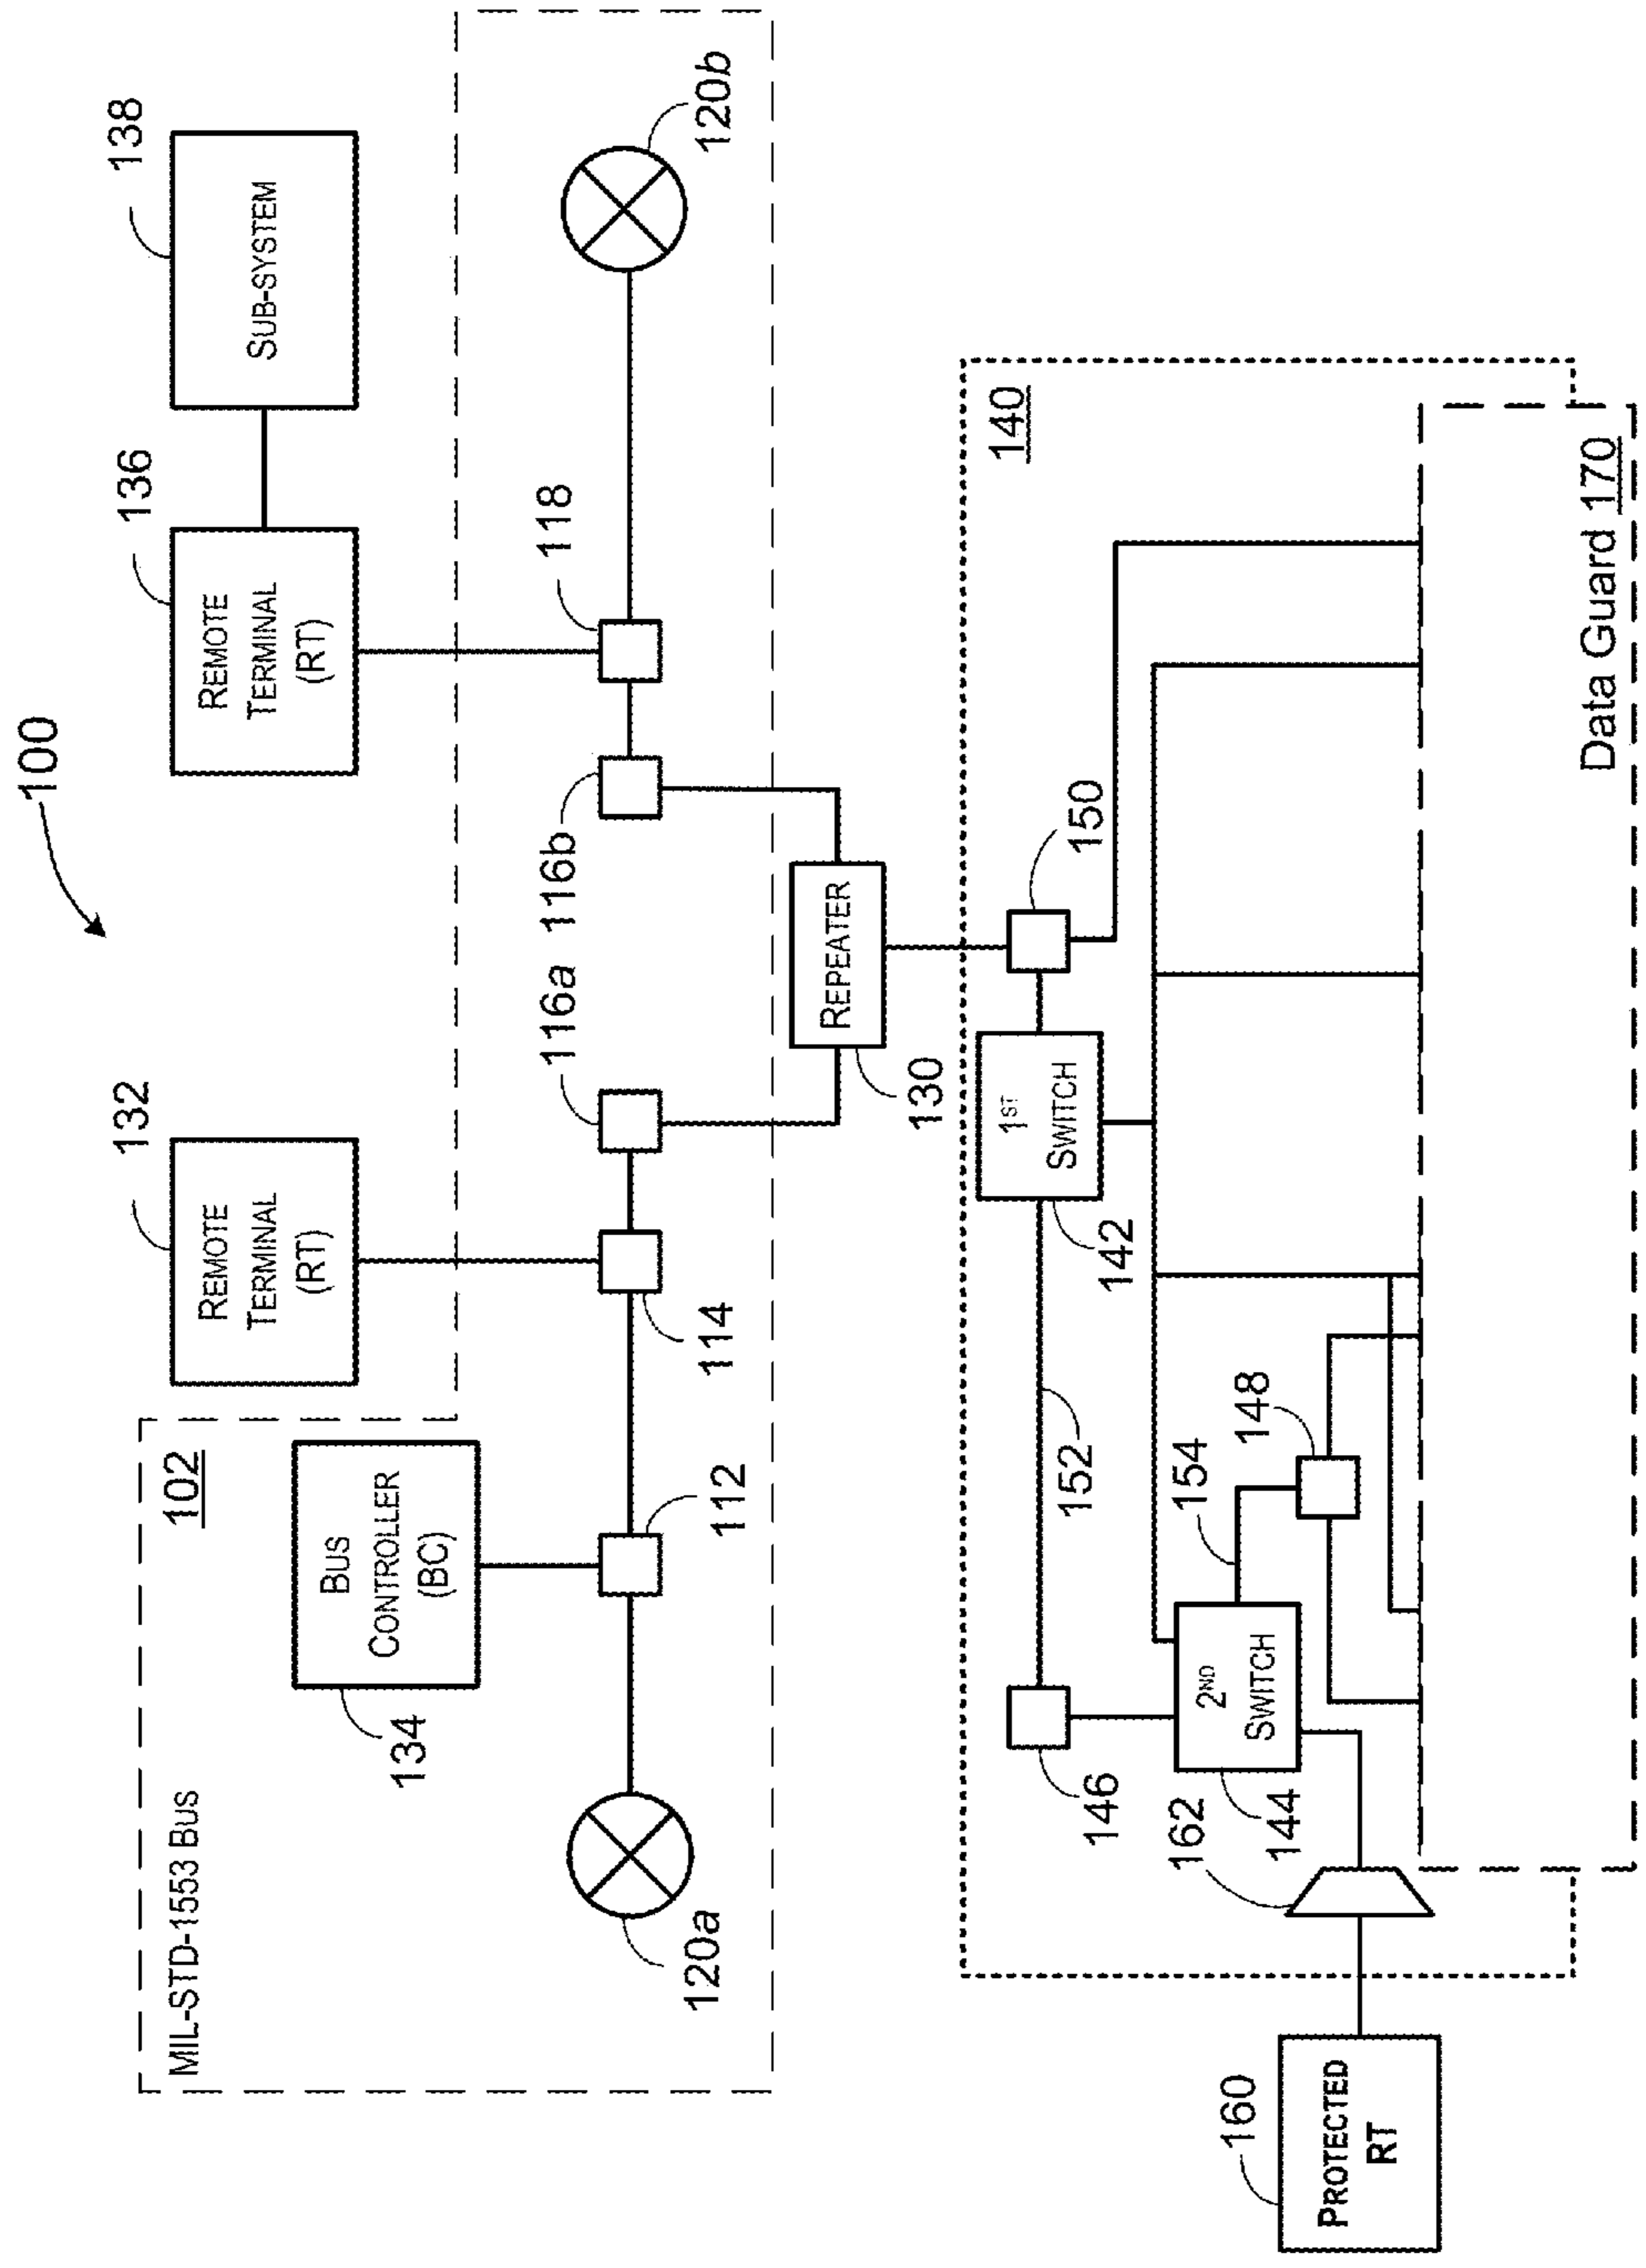 100
MIL-STD-1553 BUS
102
132
136
138
REMOTE
TERMINAL
(RT)
REMOTE
TERMINAL
(RT)
SUB-SYSTEM
BUS
CONTROLLER
(BC)
134
112
114
116a
116b
118
120a
120b
REPEATER
130
140
1ST
SWITCH
142
150
152
146
2ND
SWITCH
144
154
148
162
160
PROTECTED
RT
Data Guard 170